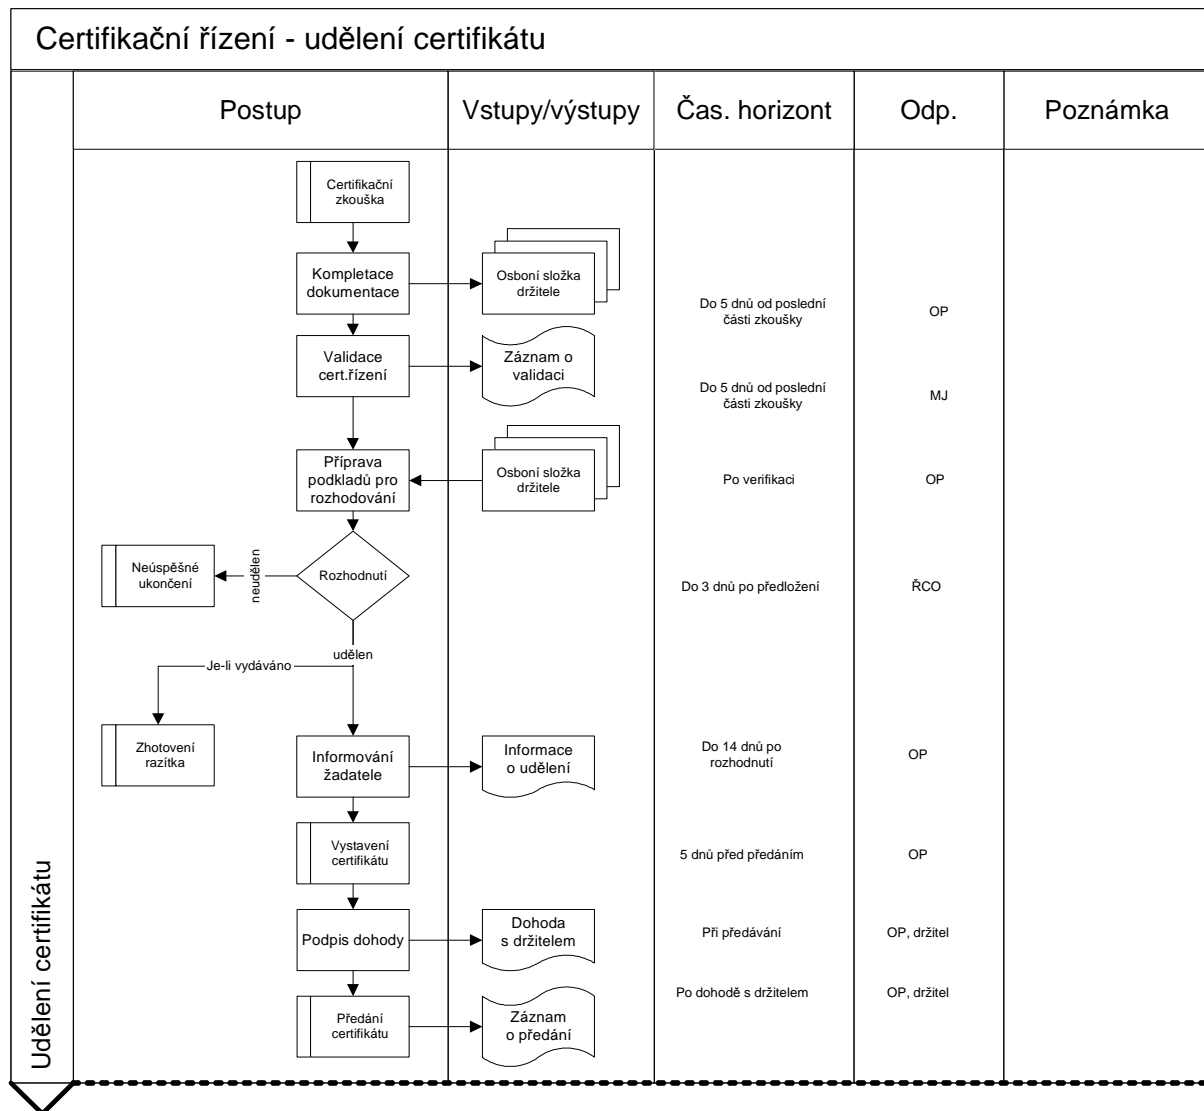 Certifikační řízení - udělení certifikátu
Postup
Vstupy/výstupy
Čas. horizont
Odp.
Poznámka
Certifikační
zkouška
Kompletace
dokumentace
Osboní složka
držitele
Do 5 dnů od poslední
části zkoušky
OP
Validace
cert.řízení
Záznam o
validaci
Do 5 dnů od poslední
části zkoušky
MJ
Příprava
podkladů pro
rozhodování
Osboní složka
držitele
Po verifikaci
OP
Neúspěšné
ukončení
neudělen
Rozhodnutí
Do 3 dnů po předložení
ŘCO
udělen
Je-li vydáváno
Zhotovení
razítka
Informování
žadatele
Informace
o udělení
Do 14 dnů po
rozhodnutí
OP
Vystavení
certifikátu
5 dnů před předáním
OP
Podpis dohody
Dohoda
s držitelem
Při předávání
OP, držitel
Předání
certifikátu
Záznam
o předání
Po dohodě s držitelem
OP, držitel
Udělení certifikátu